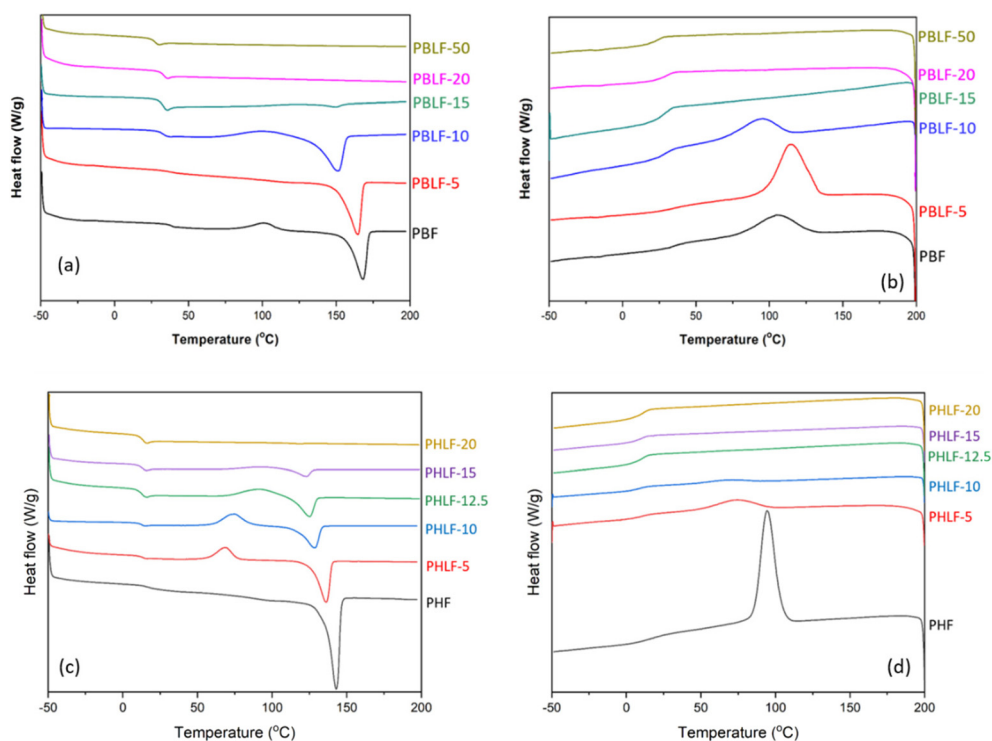 Heat flow (W/g)
PBLF-50
PBLF-20
PBLF-15
PBLF-10
PBLF-5
PBF
(a)
-50 0 50 100 150 200
Temperature (°C)
Heat flow (W/g)
PBLF-50
PBLF-20
PBLF-15
PBLF-10
PBLF-5
PBF
(b)
-50 0 50 100 150 200
Temperature (°C)
Heat flow (W/g)
PHLF-20
PHLF-15
PHLF-12.5
PHLF-10
PHLF-5
PHF
(c)
-50 0 50 100 150 200
Temperature (°C)
Heat flow (W/g)
PHLF-20
PHLF-15
PHLF-12.5
PHLF-10
PHLF-5
PHF
(d)
-50 0 50 100 150 200
Temperature (°C)